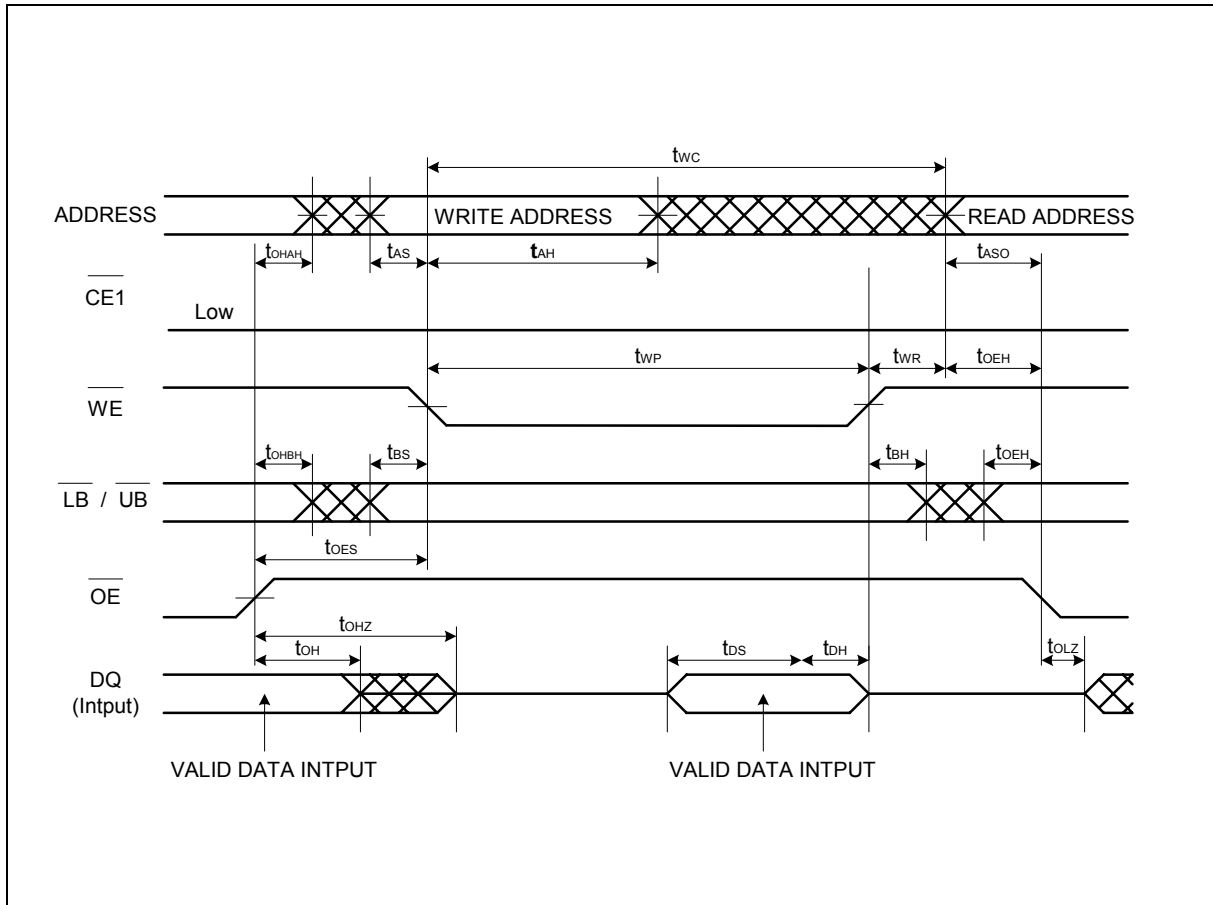 tWC
ADDRESS
WRITE ADDRESS
READ ADDRESS
tOHAH
tAS
tAH
tASO
CE1
Low
tWP
tWR
tOEH
WE
tOHBH
tBS
tBH
tOEH
LB / UB
tOES
OE
tOHZ
tOH
tDS
tDH
tOLZ
DQ
(Intput)
VALID DATA INTPUT
VALID DATA INTPUT